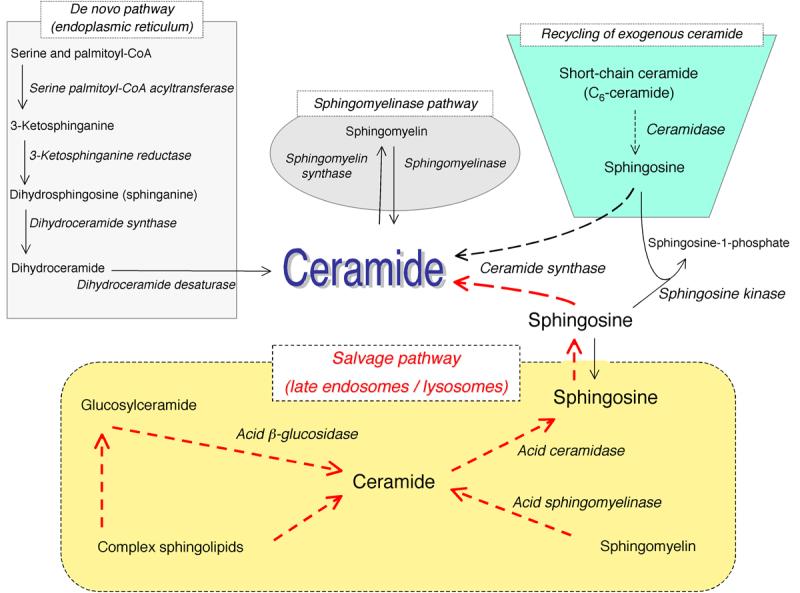 De novo pathway
(endoplasmic reticulum)
Serine and palmitoyl-CoA
Serine palmitoyl-CoA acyltransferase
3-Ketosphinganine
3-Ketosphinganine reductase
Dihydrosphingosine (sphinganine)
Dihydroceramide synthase
Dihydroceramide
Dihydroceramide desaturase
Sphingomyelinase pathway
Sphingomyelin
Sphingomyelin
synthase
Sphingomyelinase
Recycling of exogenous ceramide
Short-chain ceramide
(C6-ceramide)
Ceramidase
Sphingosine
Ceramide
Ceramide synthase
Sphingosine-1-phosphate
Sphingosine kinase
Sphingosine
Salvage pathway
(late endosomes / lysosomes)
Sphingosine
Glucosylceramide
Acid β-glucosidase
Ceramide
Acid ceramidase
Acid sphingomyelinase
Complex sphingolipids
Sphingomyelin